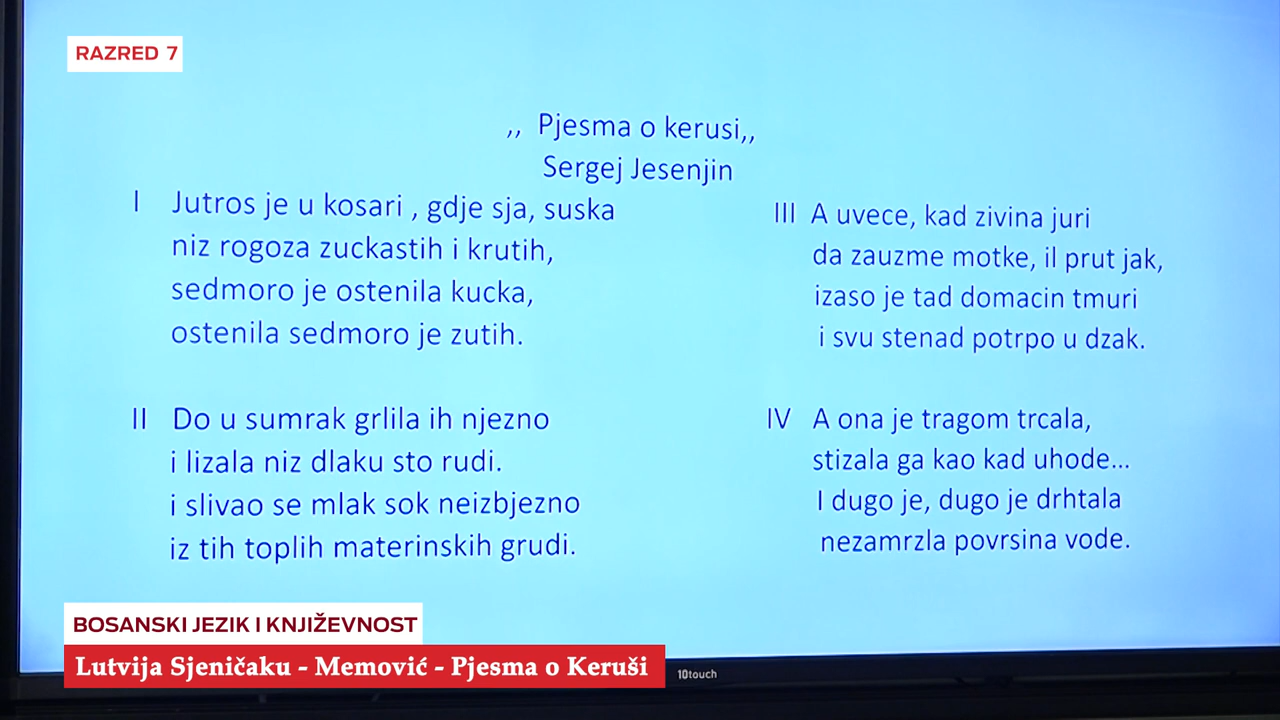 RAZRED 7
,, Pjesma o kerusi,,
Sergej Jesenjin
I Jutros je u kosari , gdje sja, suska
niz rogoza zuckastih i krutih,
sedmoro je ostenila kucka,
ostenila sedmoro je zutih.
II Do u sumrak grlila ih njezno
i lizala niz dlaku sto rudi.
i slivao se mlak sok neizbjezno
iz tih toplih materinskih grudi.
III A uvece, kad zivina juri
da zauzme motke, il prut jak,
izaso je tad domacin tmuri
i svu stenad potrpo u dzak.
IV A ona je tragom trcala,
stizala ga kao kad uhode...
I dugo je, dugo je drhtala
nezamrzla povrsina vode.
BOSANSKI JEZIK I KNJIŽEVNOST
Lutvija Sjeničaku - Memović - Pjesma o Keruši
10touch